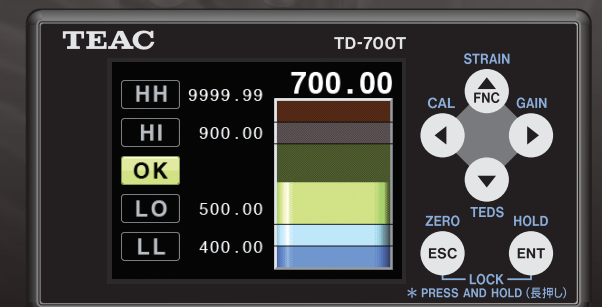 TEAC
TD-700T
700.00
HH 9999.99
HI 900.00
OK
LO 500.00
LL 400.00
STRAIN
FNC
CAL GAIN
TEDS
ZERO HOLD
ESC ENT
LOCK
* PRESS AND HOLD (長押し)